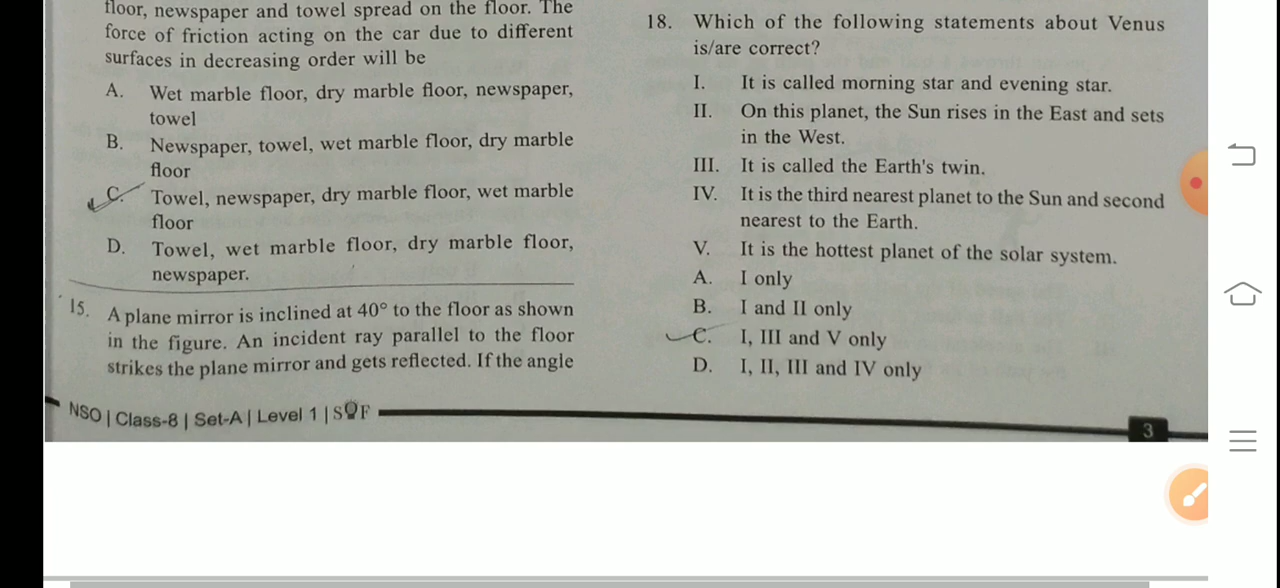 floor, newspaper and towel spread on the floor. The
force of friction acting on the car due to different
surfaces in decreasing order will be
A. Wet marble floor, dry marble floor, newspaper,
towel
B. Newspaper, towel, wet marble floor, dry marble
floor
C. Towel, newspaper, dry marble floor, wet marble
floor
D. Towel, wet marble floor, dry marble floor,
newspaper.
15. A plane mirror is inclined at 40° to the floor as shown
in the figure. An incident ray parallel to the floor
strikes the plane mirror and gets reflected. If the angle
18. Which of the following statements about Venus
is/are correct?
I. It is called morning star and evening star.
II. On this planet, the Sun rises in the East and sets
in the West.
III. It is called the Earth's twin.
IV. It is the third nearest planet to the Sun and second
nearest to the Earth.
V. It is the hottest planet of the solar system.
A. I only
B. I and II only
C. I, III and V only
D. I, II, III and IV only
NSO | Class-8 | Set-A | Level 1 | SOF
3